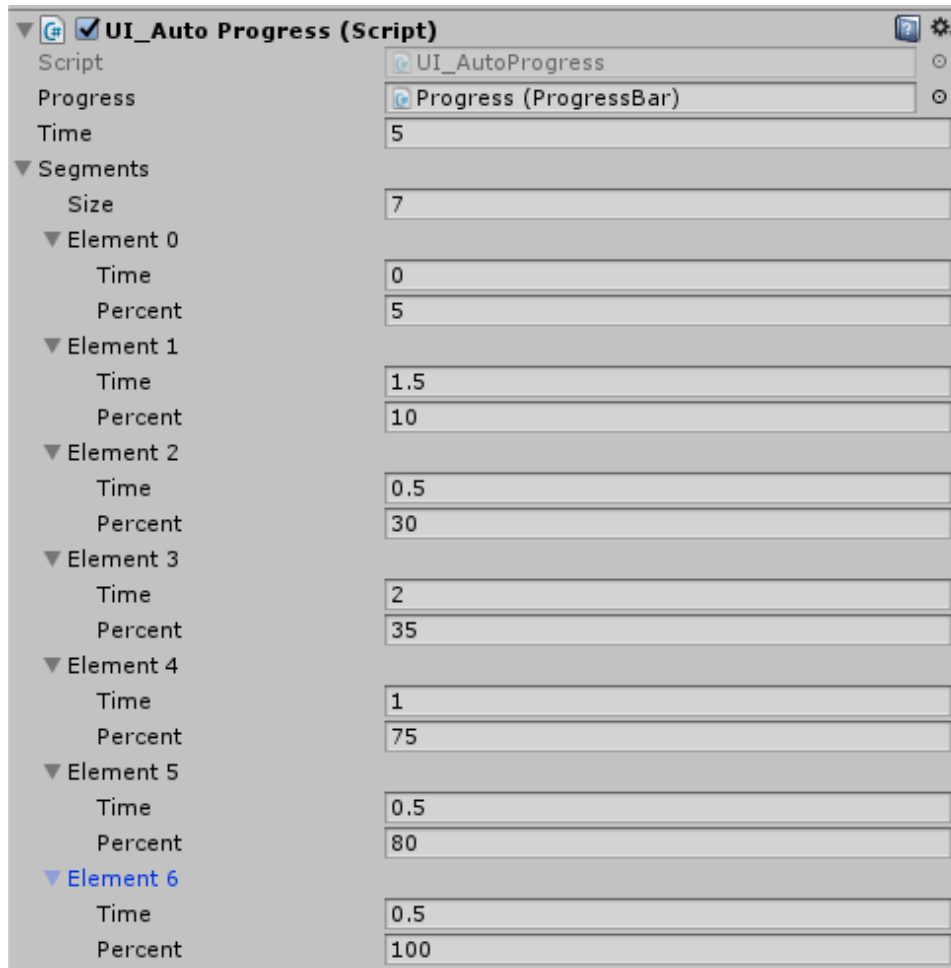 UI_Auto Progress (Script)
Script UI_AutoProgress
Progress Progress (ProgressBar)
Time 5
Segments
Size 7
Element 0
Time 0
Percent 5
Element 1
Time 1.5
Percent 10
Element 2
Time 0.5
Percent 30
Element 3
Time 2
Percent 35
Element 4
Time 1
Percent 75
Element 5
Time 0.5
Percent 80
Element 6
Time 0.5
Percent 100